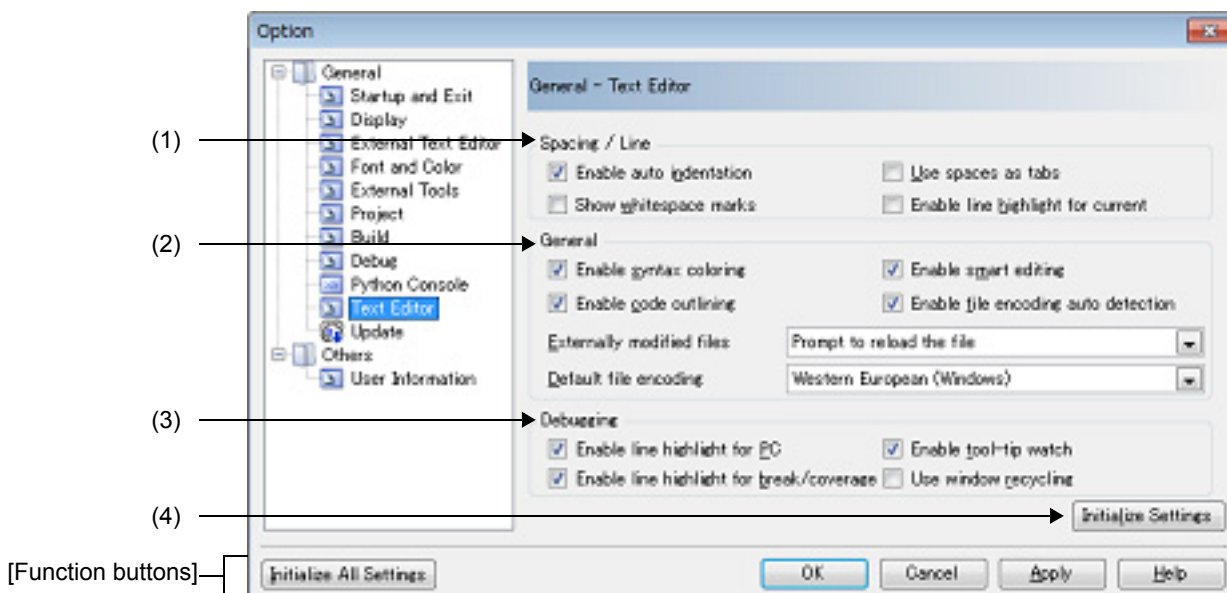 Option
General
Startup and Exit
Display
External Text Editor
Font and Color
External Tools
Project
Build
Debug
Python Console
Text Editor
Update
Others
User Information
General - Text Editor
(1)
Spacing / Line
Enable auto indentation
Use spaces as tabs
Show whitespace marks
Enable line highlight for current
(2)
General
Enable syntax coloring
Enable smart editing
Enable code outlining
Enable file encoding auto detection
Externally modified files
Prompt to reload the file
Default file encoding
Western European (Windows)
(3)
Debugging
Enable line highlight for PC
Enable tool-tip watch
Enable line highlight for break/coverage
Use window recycling
(4)
Initialize Settings
[Function buttons]
Initialize All Settings
OK
Cancel
Apply
Help